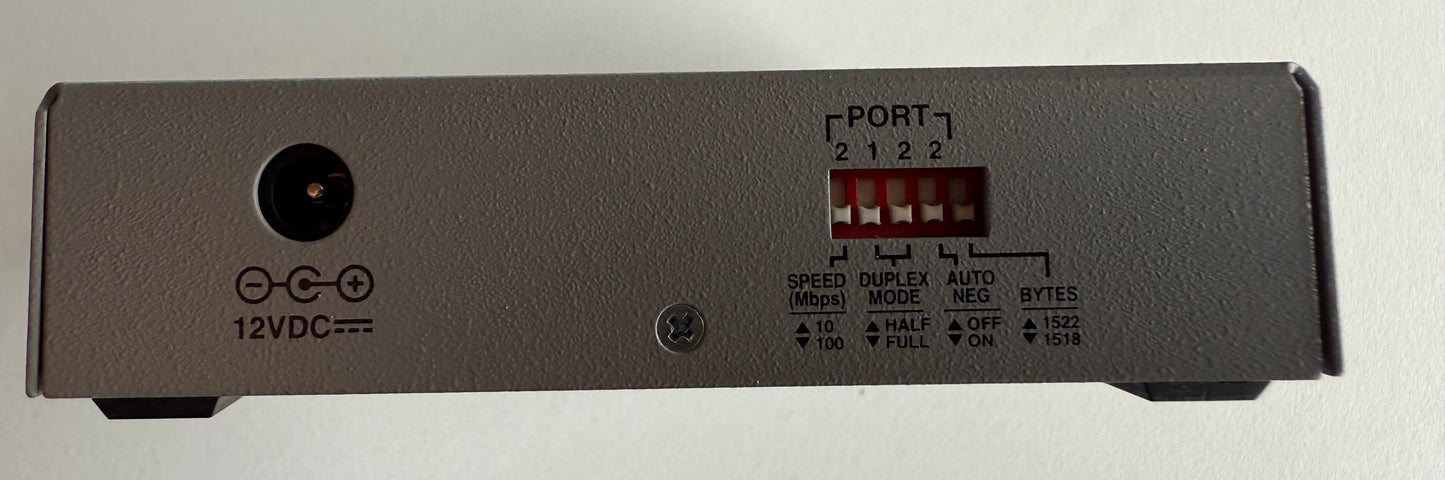 PORT
2 1 2 2
SPEED DUPLEX AUTO
(Mbps) MODE NEG BYTES
▲ 10 ▲ HALF ▲ OFF ▲ 1522
▼ 100 ▼ FULL ▼ ON ▼ 1518
12VDC